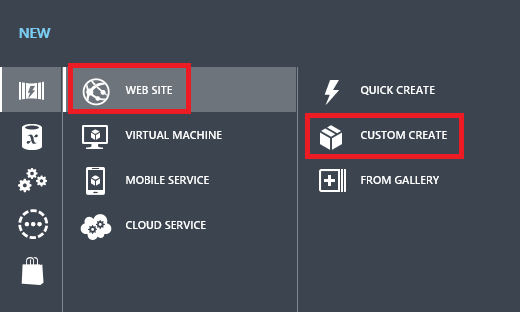 NEW
WEB SITE
VIRTUAL MACHINE
MOBILE SERVICE
CLOUD SERVICE
QUICK CREATE
CUSTOM CREATE
FROM GALLERY